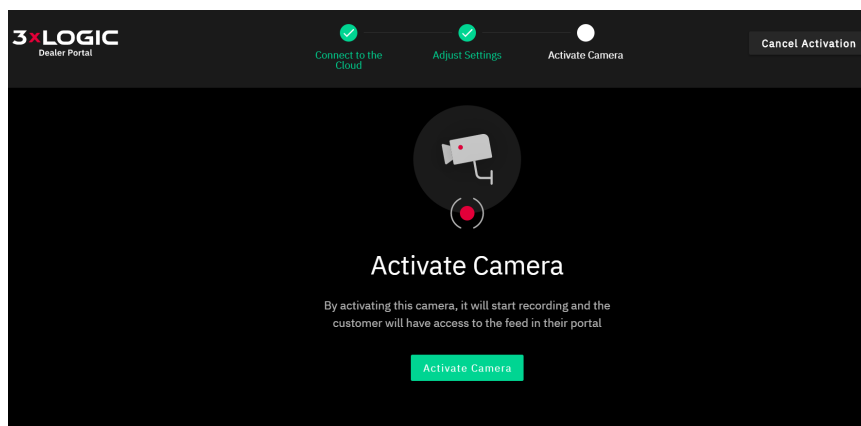 3xLOGIC
Dealer Portal
Connect to the
Cloud
Adjust Settings
Activate Camera
Cancel Activation
Activate Camera
By activating this camera, it will start recording and the
customer will have access to the feed in their portal
Activate Camera